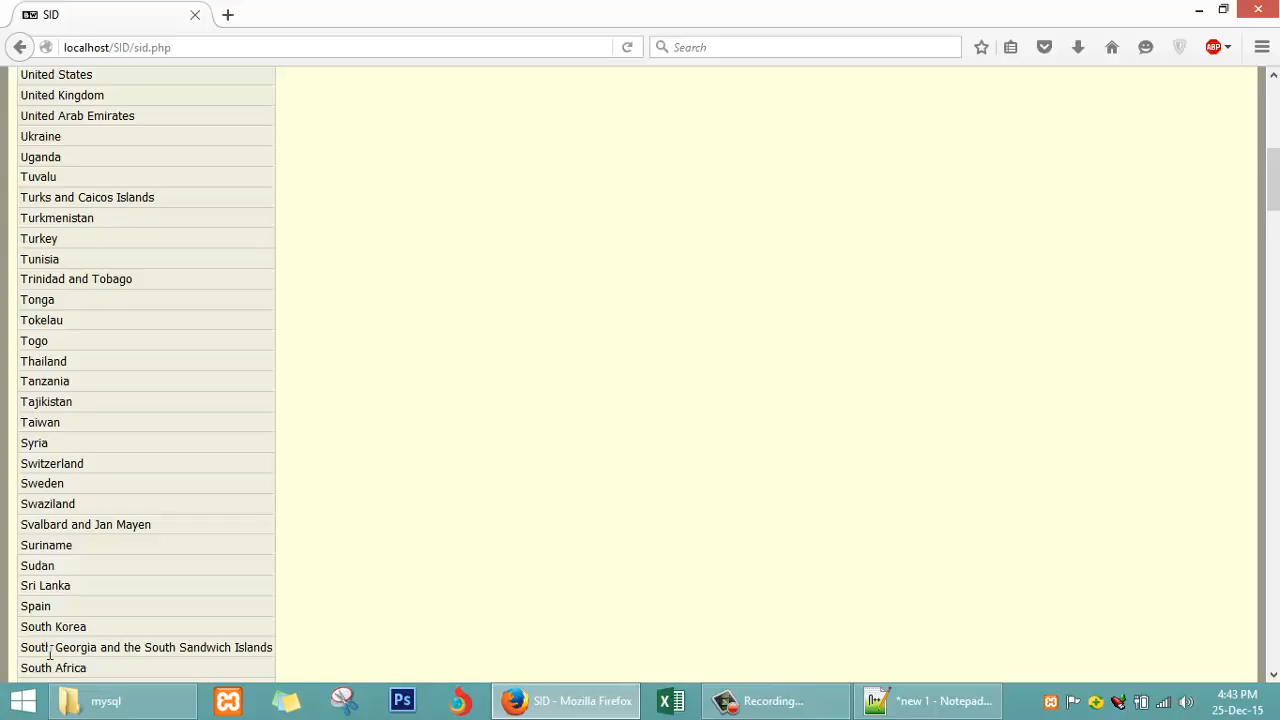 SID
localhost/SID/sid.php
Search
ABP
United States
United Kingdom
United Arab Emirates
Ukraine
Uganda
Tuvalu
Turks and Caicos Islands
Turkmenistan
Turkey
Tunisia
Trinidad and Tobago
Tonga
Tokelau
Togo
Thailand
Tanzania
Tajikistan
Taiwan
Syria
Switzerland
Sweden
Swaziland
Svalbard and Jan Mayen
Suriname
Sudan
Sri Lanka
Spain
South Korea
South Georgia and the South Sandwich Islands
South Africa
mysql
Ps
SID - Mozilla Firefox
Recording...
*new 1 - Notepad...
4:43 PM
25-Dec-15